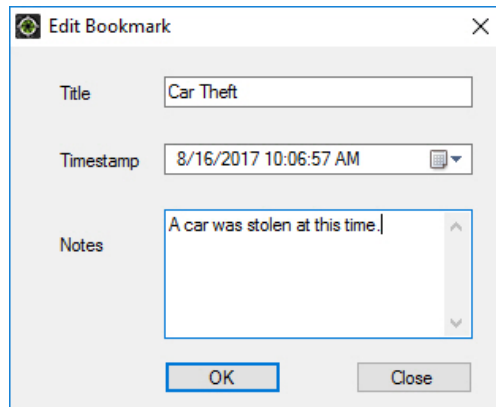 Edit Bookmark
Title
Car Theft
Timestamp
8/16/2017 10:06:57 AM
Notes
A car was stolen at this time.
OK
Close